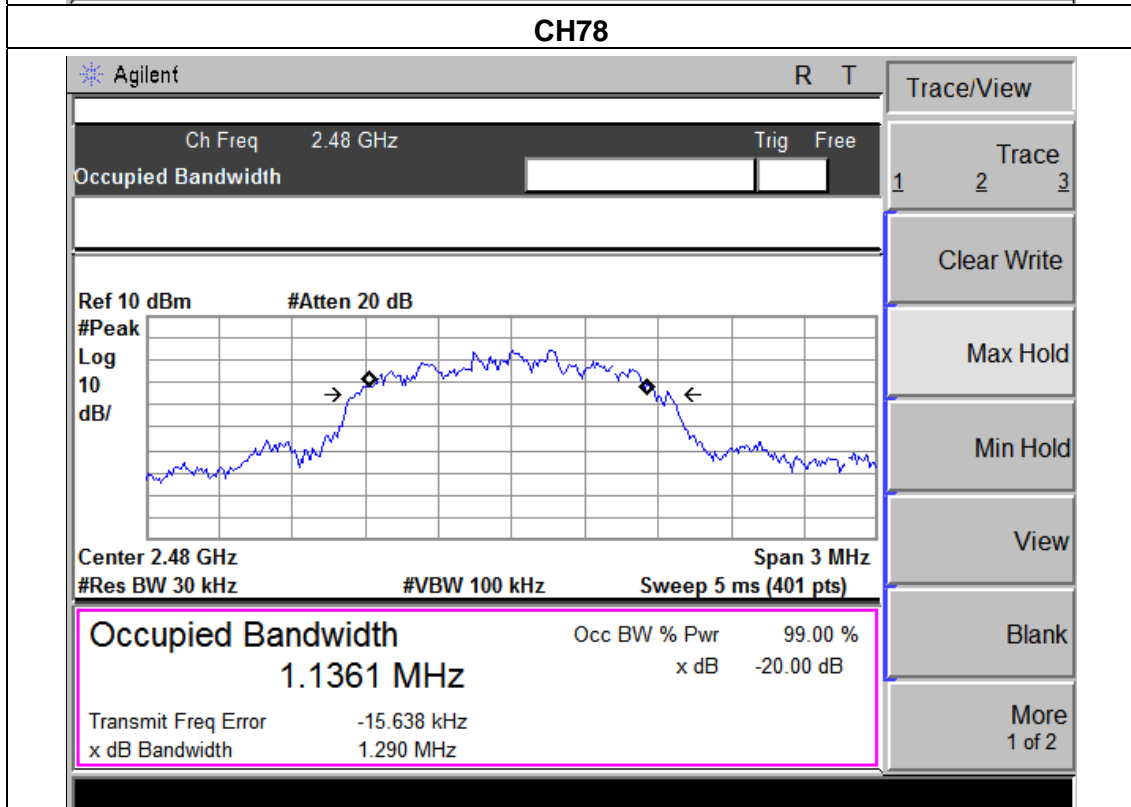 CH78
Agilent R T
Trace/View
Ch Freq 2.48 GHz Trig Free
Occupied Bandwidth
Trace
1 2 3
Clear Write
Ref 10 dBm #Atten 20 dB
#Peak
Log
10
dB/
Max Hold
Min Hold
View
Center 2.48 GHz Span 3 MHz
#Res BW 30 kHz #VBW 100 kHz Sweep 5 ms (401 pts)
Occupied Bandwidth Occ BW % Pwr 99.00 %
1.1361 MHz x dB -20.00 dB
Blank
Transmit Freq Error -15.638 kHz
x dB Bandwidth 1.290 MHz
More
1 of 2